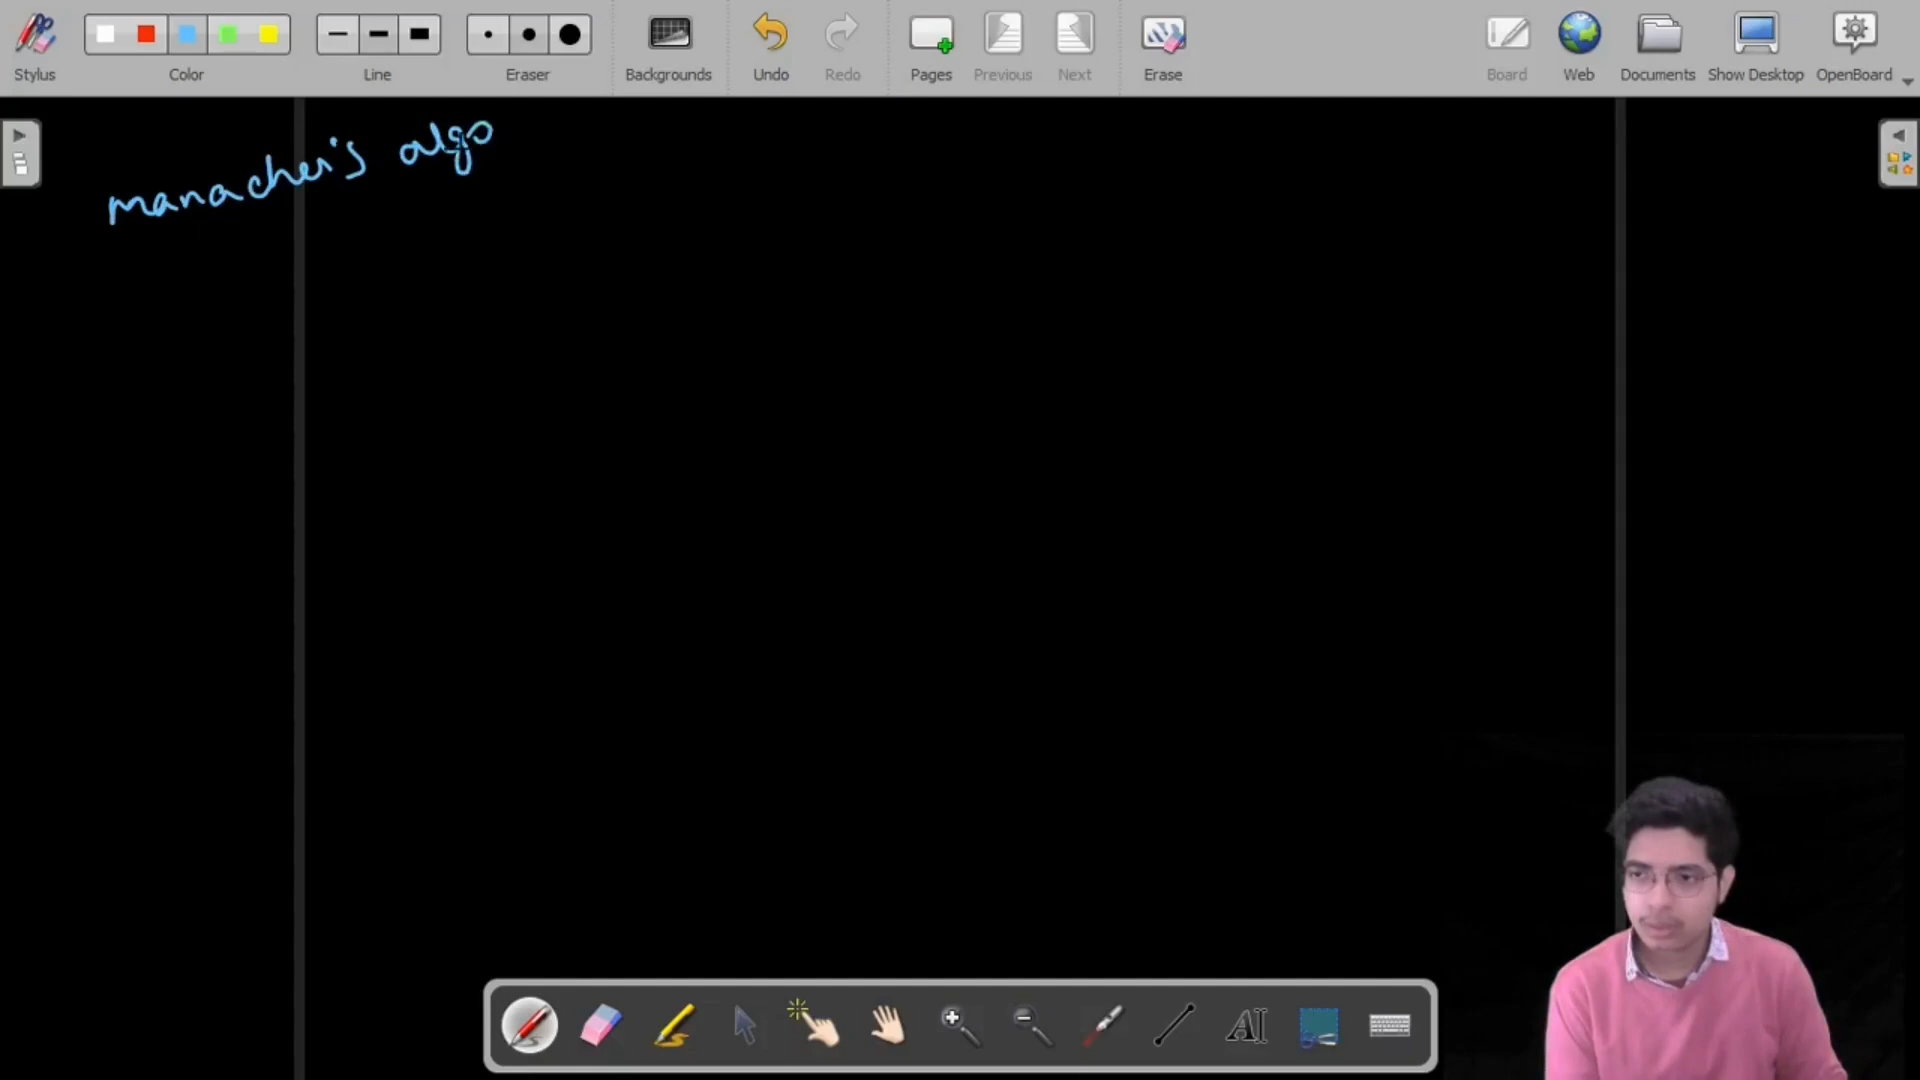 Stylus Color Line Eraser Backgrounds Undo Redo Pages Previous Next Erase Board Web Documents Show Desktop OpenBoard
manacher's algo
AI